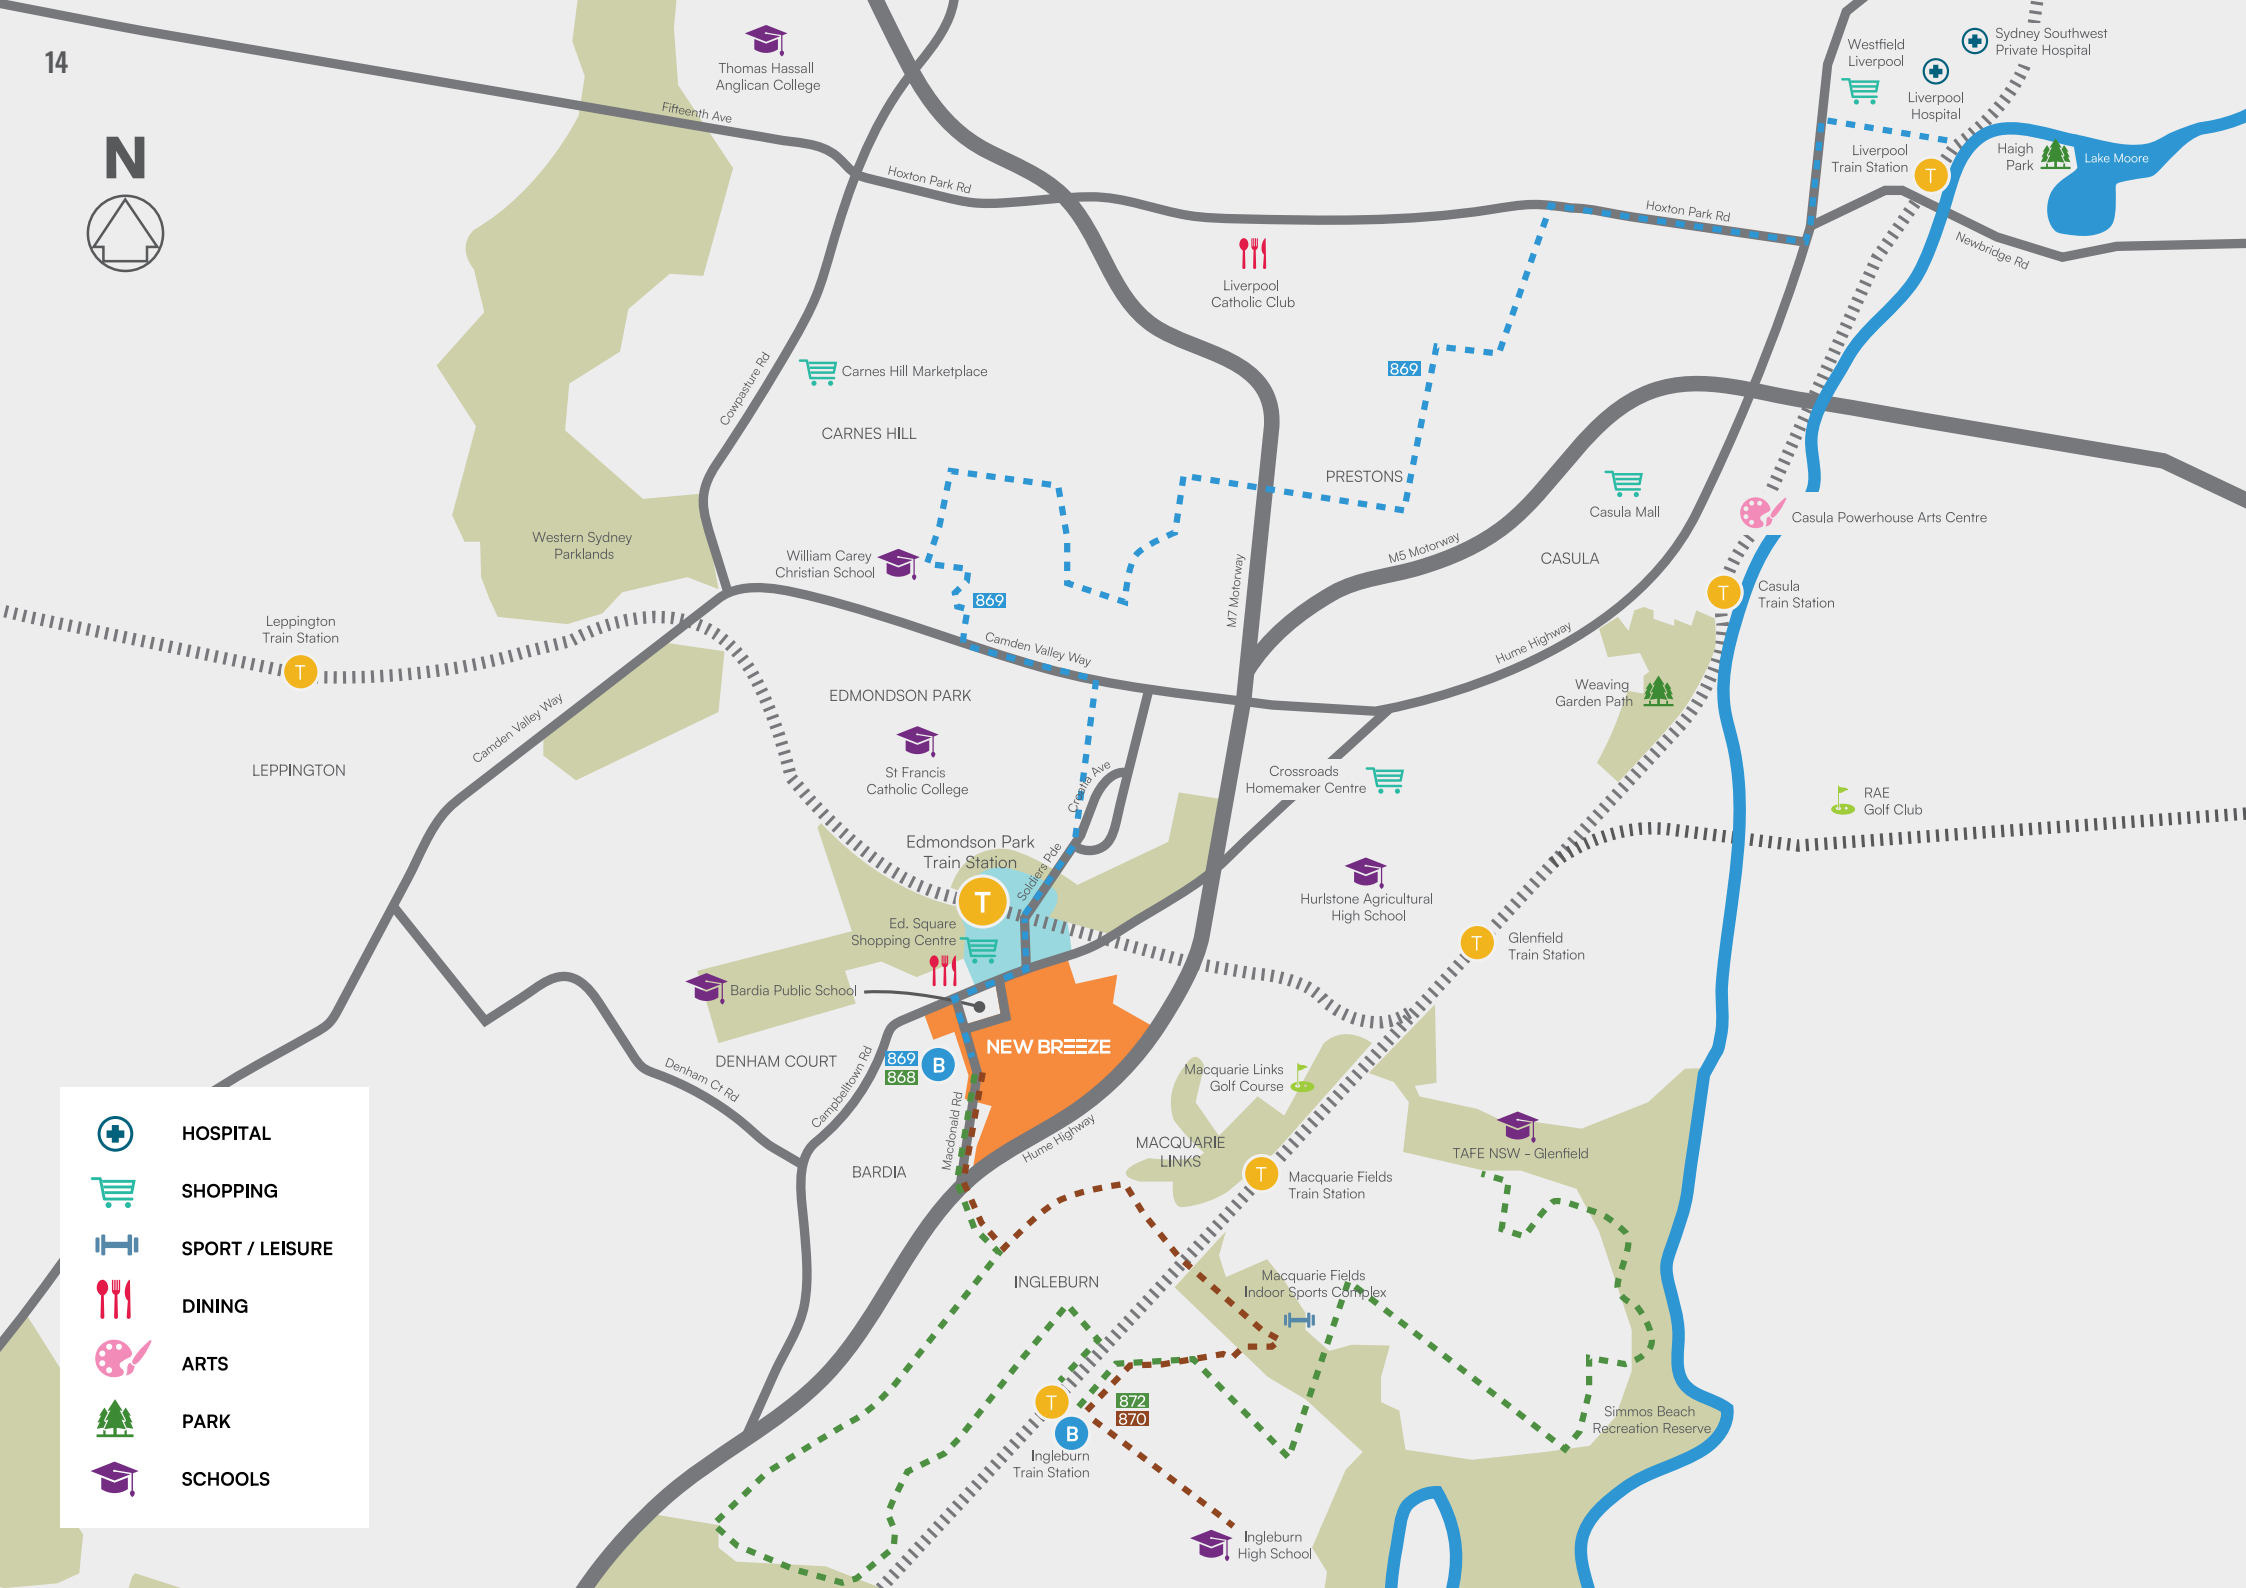 14
N
Thomas Hassall
Anglican College
Fifteenth Ave
Hoxton Park Rd
Liverpool
Catholic Club
Hoxton Park Rd
Westfield
Liverpool
Sydney Southwest
Private Hospital
Liverpool
Hospital
Liverpool
Train Station
T
Haigh
Park
Lake Moore
Newbridge Rd
Cowpasture Rd
Carnes Hill Marketplace
CARNES HILL
869
PRESTONS
Casula Mall
Casula Powerhouse Arts Centre
M5 Motorway
CASULA
Western Sydney
Parklands
William Carey
Christian School
869
M7 Motorway
T
Casula
Train Station
Leppington
Train Station
T
Camden Valley Way
Hume Highway
EDMONDSON PARK
Weaving
Garden Path
Camden Valley Way
LEPPINGTON
St Francis
Catholic College
Croatia Ave
Crossroads
Homemaker Centre
RAE
Golf Club
Edmondson Park
Train Station
T
Soldiers Pde
Hurlstone Agricultural
High School
Ed. Square
Shopping Centre
T
Glenfield
Train Station
Bardia Public School
NEW BREEZE
DENHAM COURT
869
868
B
Denham Ct Rd
Campbelltown Rd
Macdonald Rd
Hume Highway
Macquarie Links
Golf Course
MACQUARIE
LINKS
TAFE NSW - Glenfield
BARDIA
T
Macquarie Fields
Train Station
INGLEBURN
Macquarie Fields
Indoor Sports Complex
T
B
872
870
Ingleburn
Train Station
Simmos Beach
Recreation Reserve
Ingleburn
High School
HOSPITAL
SHOPPING
SPORT / LEISURE
DINING
ARTS
PARK
SCHOOLS